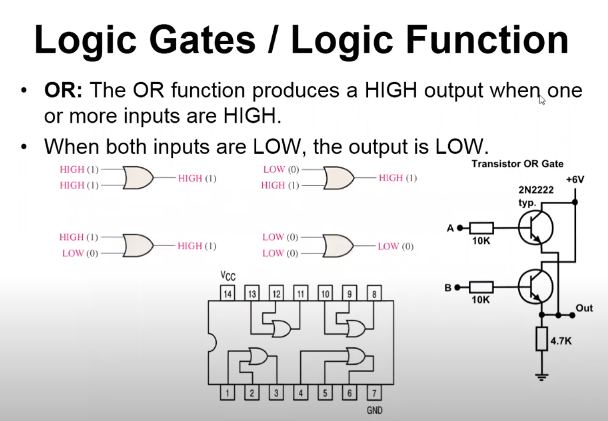 Logic Gates / Logic Function
• OR: The OR function produces a HIGH output when one
or more inputs are HIGH.
• When both inputs are LOW, the output is LOW.
HIGH (1)
HIGH (1)
HIGH (1)
LOW (0)
HIGH (1)
HIGH (1)
HIGH (1)
LOW (0)
HIGH (1)
LOW (0)
LOW (0)
LOW (0)
Transistor OR Gate
+6V
2N2222
typ.
A
10K
B
10K
Out
4.7K
VCC
14 13 12 11 10 9 8
1 2 3 4 5 6 7
GND